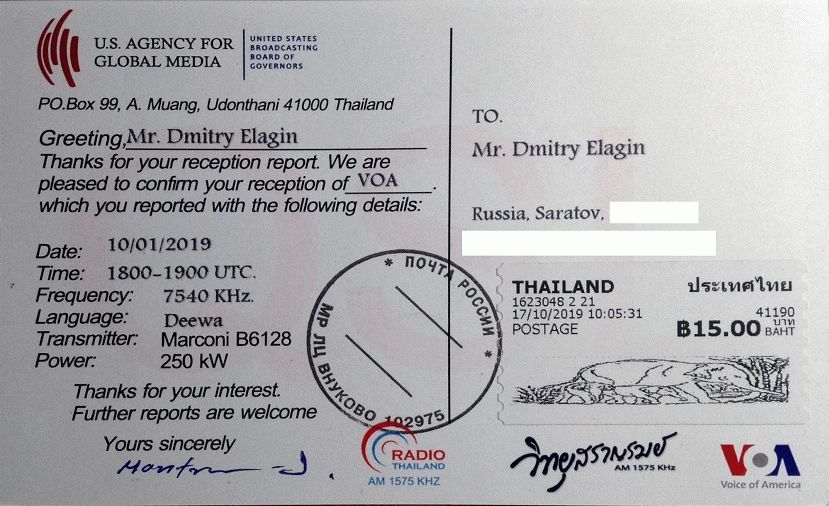 U.S. AGENCY FOR
GLOBAL MEDIA
UNITED STATES
BROADCASTING
BOARD OF
GOVERNORS
PO.Box 99, A. Muang, Udonthani 41000 Thailand
Greeting, Mr. Dmitry Elagin
Thanks for your reception report. We are
pleased to confirm your reception of VOA.
which you reported with the following details:
Date: 10/01/2019
Time: 1800-1900 UTC.
Frequency: 7540 KHz.
Language: Deewa
Transmitter: Marconi B6128
Power: 250 kW
Thanks for your interest.
Further reports are welcome
Yours sincerely
RADIO
THAILAND
AM 1575 KHZ
TO.
Mr. Dmitry Elagin
Russia, Saratov,
THAILAND ประเทศไทย
1623048 2 21
17/10/2019 10:05:31 41190
POSTAGE ฿15.00 บาท
BAHT
* ПОЧТА РОССИИ *
МР ЛЦ ВНУКОВО 102975
วิทยุสราญรมย์
AM 1575 KHz
VOA
Voice of America